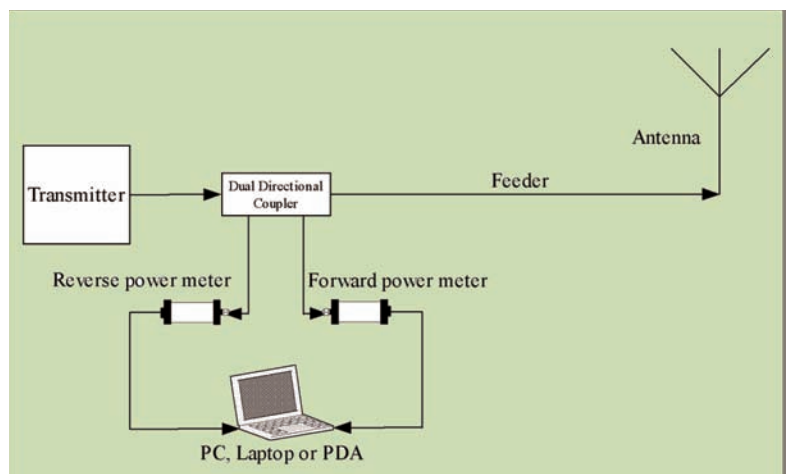 Antenna
Transmitter
Dual Directional
Coupler
Feeder
Reverse power meter
Forward power meter
PC, Laptop or PDA